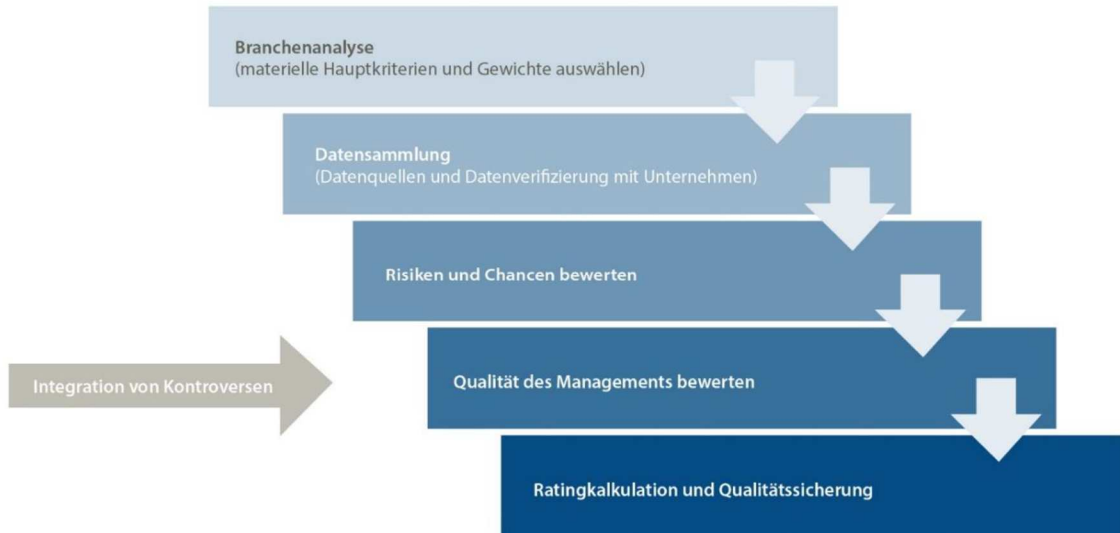 Branchenanalyse
(materielle Hauptkriterien und Gewichte auswählen)
Datensammlung
(Datenquellen und Datenverifizierung mit Unternehmen)
Risiken und Chancen bewerten
Integration von Kontroversen
Qualität des Managements bewerten
Ratingkalkulation und Qualitätssicherung